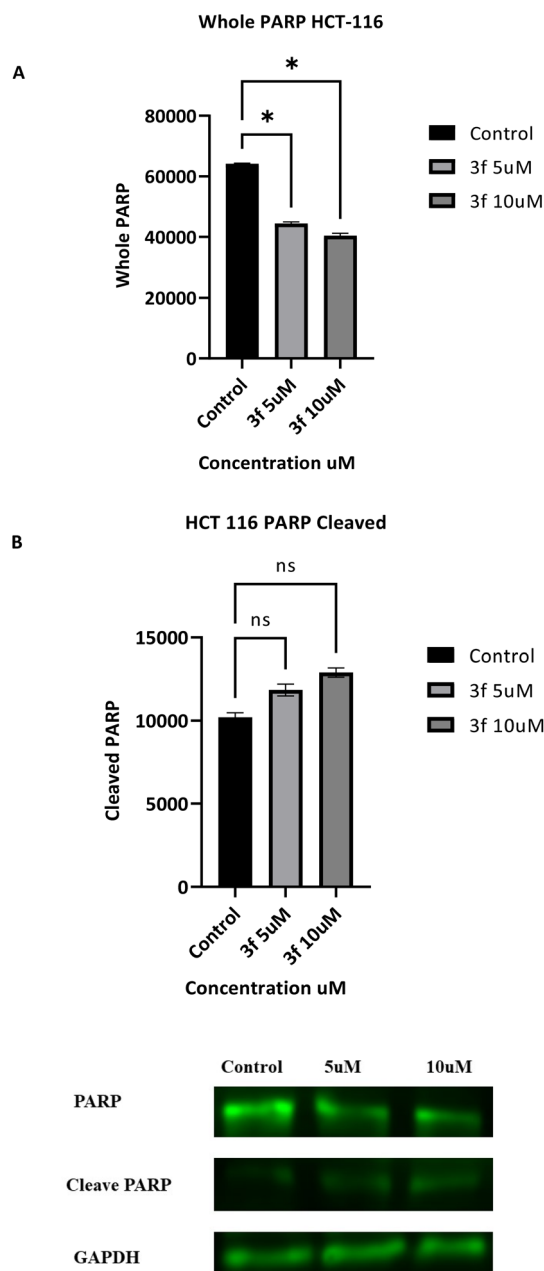 Whole PARP HCT-116
A
*
*
80000
60000
40000
20000
0
Whole PARP
Control
3f 5uM
3f 10uM
Concentration uM
Control
3f 5uM
3f 10uM
HCT 116 PARP Cleaved
B
ns
ns
15000
10000
5000
0
Cleaved PARP
Control
3f 5uM
3f 10uM
Concentration uM
Control
3f 5uM
3f 10uM
Control 5uM 10uM
PARP
Cleave PARP
GAPDH